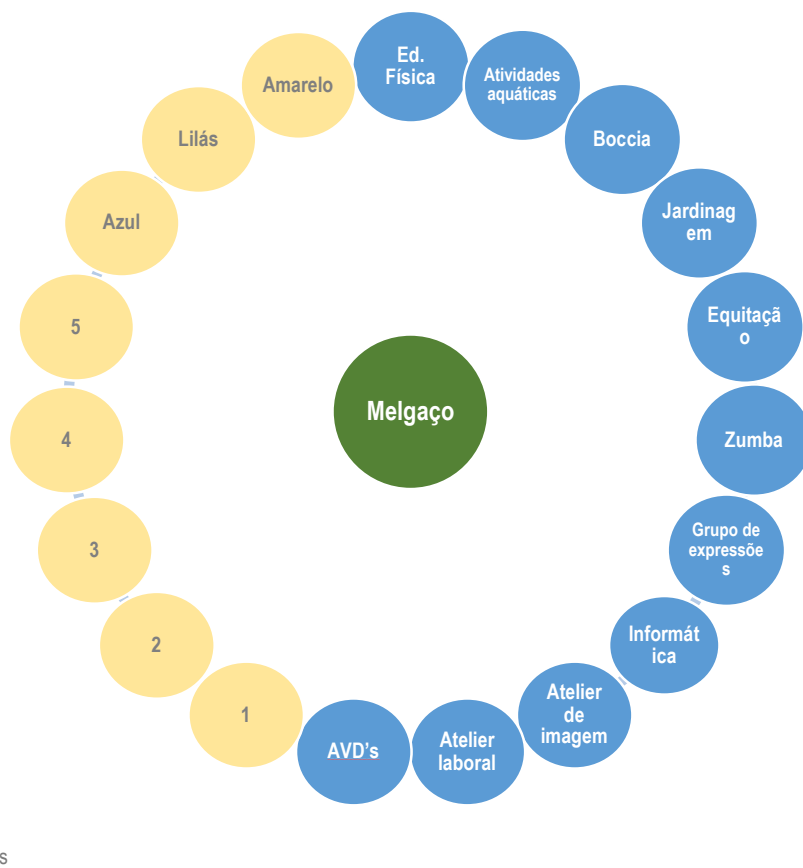 Ed.
Física
Atividades
aquáticas
Boccia
Jardinag
em
Equitaçã
o
Zumba
Grupo de
expressõe
s
Informát
ica
Atelier
de
imagem
Atelier
laboral
AVD's
1
2
3
4
5
Azul
Lilás
Amarelo
Melgaço
s